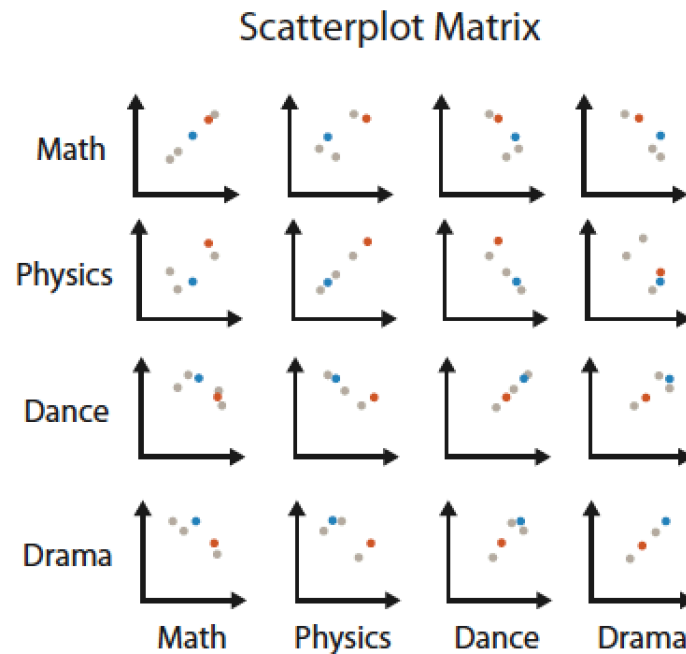 Scatterplot Matrix
Math
Physics
Dance
Drama
Math Physics Dance Drama